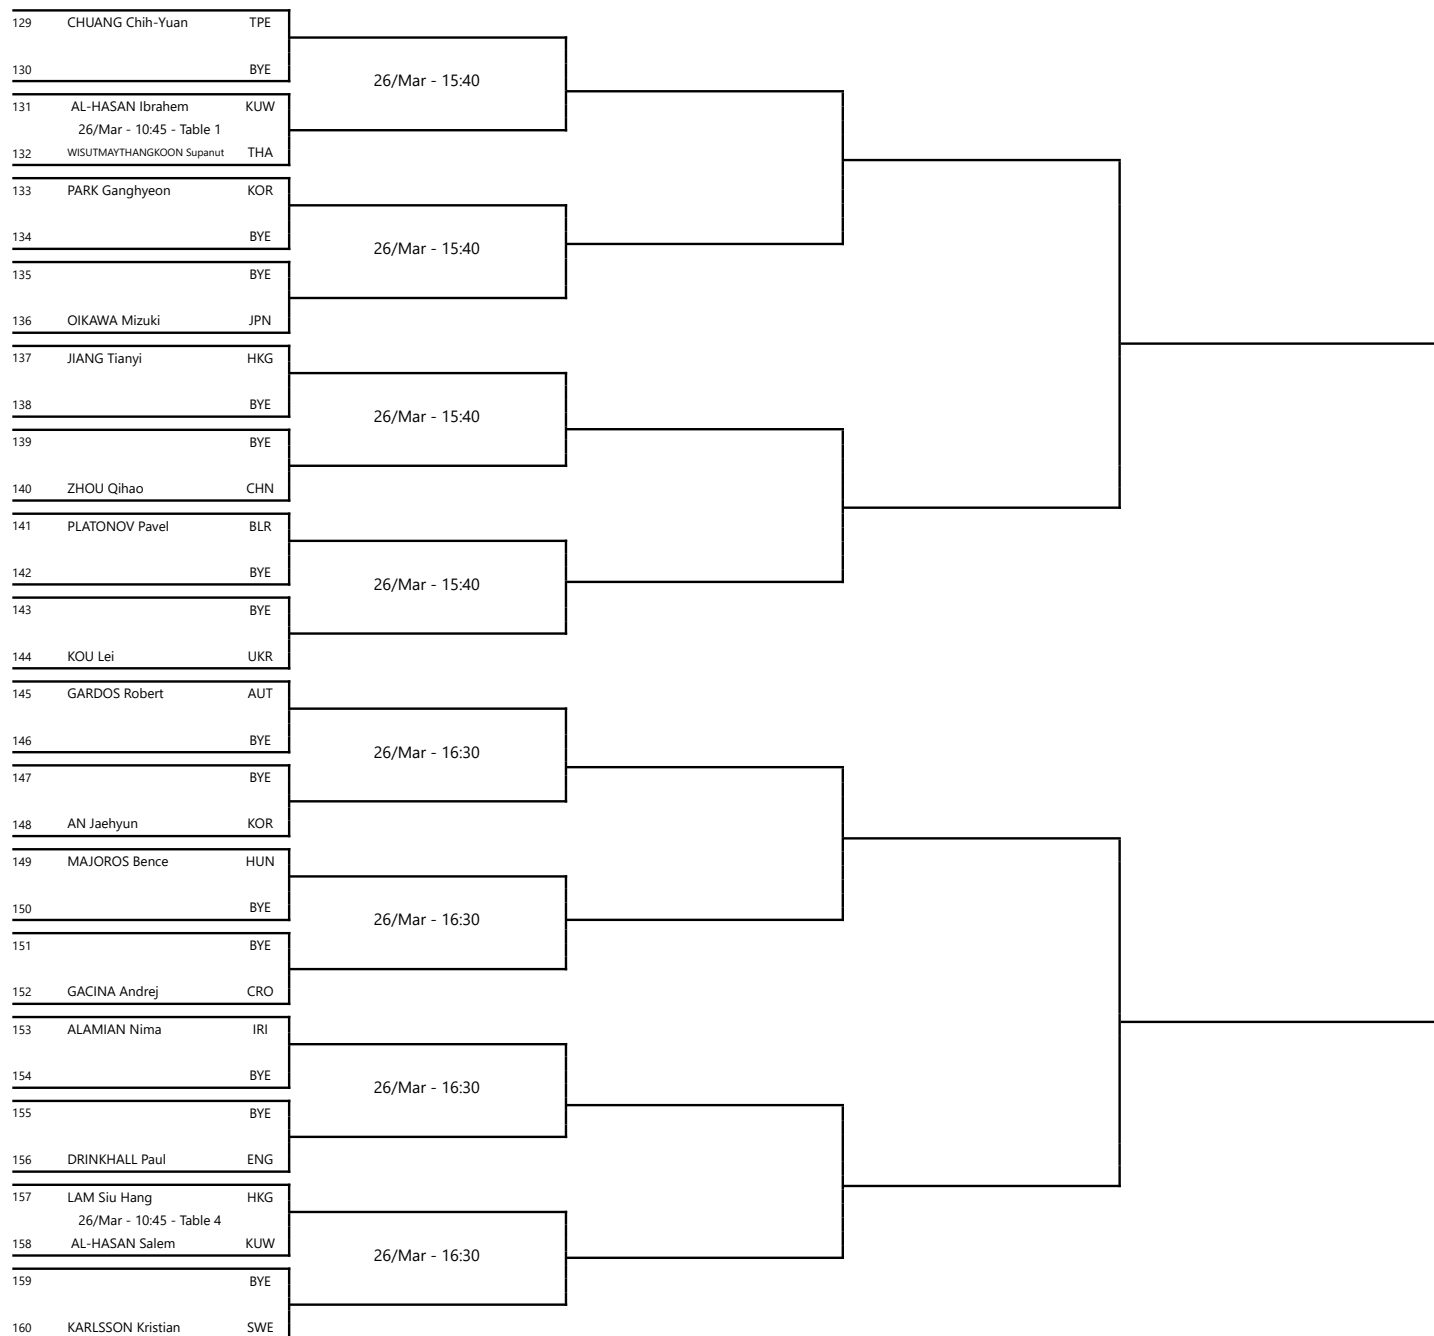 129 CHUANG Chih-Yuan TPE
130 BYE
26/Mar - 15:40
131 AL-HASAN Ibrahem KUW
26/Mar - 10:45 - Table 1
132 WISUTMAYTHANGKOON Supanut THA
133 PARK Ganghyeon KOR
134 BYE
26/Mar - 15:40
135 BYE
136 OIKAWA Mizuki JPN
137 JIANG Tianyi HKG
138 BYE
26/Mar - 15:40
139 BYE
140 ZHOU Qihao CHN
141 PLATONOV Pavel BLR
142 BYE
26/Mar - 15:40
143 BYE
144 KOU Lei UKR
145 GARDOS Robert AUT
146 BYE
26/Mar - 16:30
147 BYE
148 AN Jaehyun KOR
149 MAJOROS Bence HUN
150 BYE
26/Mar - 16:30
151 BYE
152 GACINA Andrej CRO
153 ALAMIAN Nima IRI
154 BYE
26/Mar - 16:30
155 BYE
156 DRINKHALL Paul ENG
157 LAM Siu Hang HKG
26/Mar - 10:45 - Table 4
158 AL-HASAN Salem KUW
26/Mar - 16:30
159 BYE
160 KARLSSON Kristian SWE